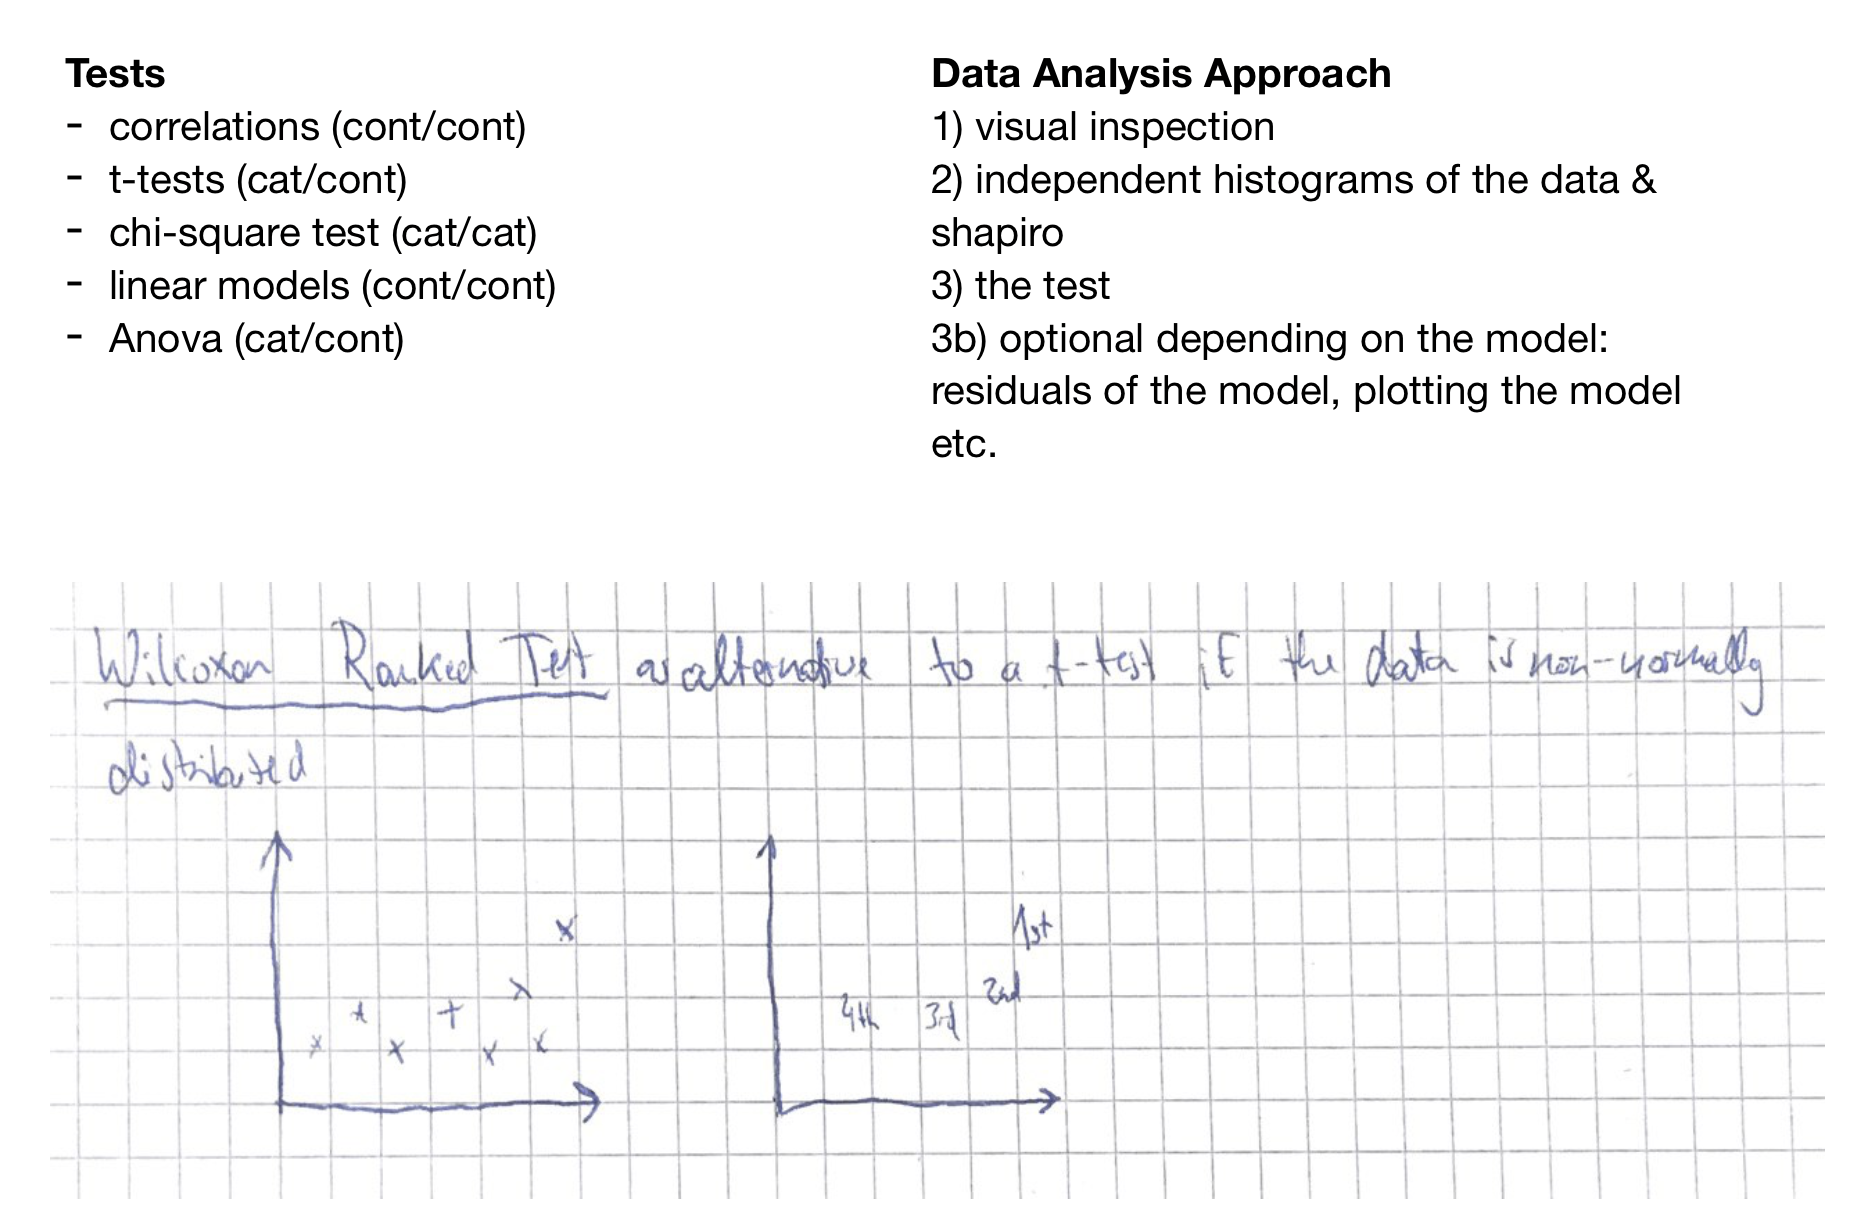 Tests
- correlations (cont/cont)
- t-tests (cat/cont)
- chi-square test (cat/cat)
- linear models (cont/cont)
- Anova (cat/cont)
Data Analysis Approach
1) visual inspection
2) independent histograms of the data &
shapiro
3) the test
3b) optional depending on the model:
residuals of the model, plotting the model
etc.
Wilcoxon Ranked Test as alternative to a t-test if the data is non-normally
distributed
1st
2nd
4th 3rd